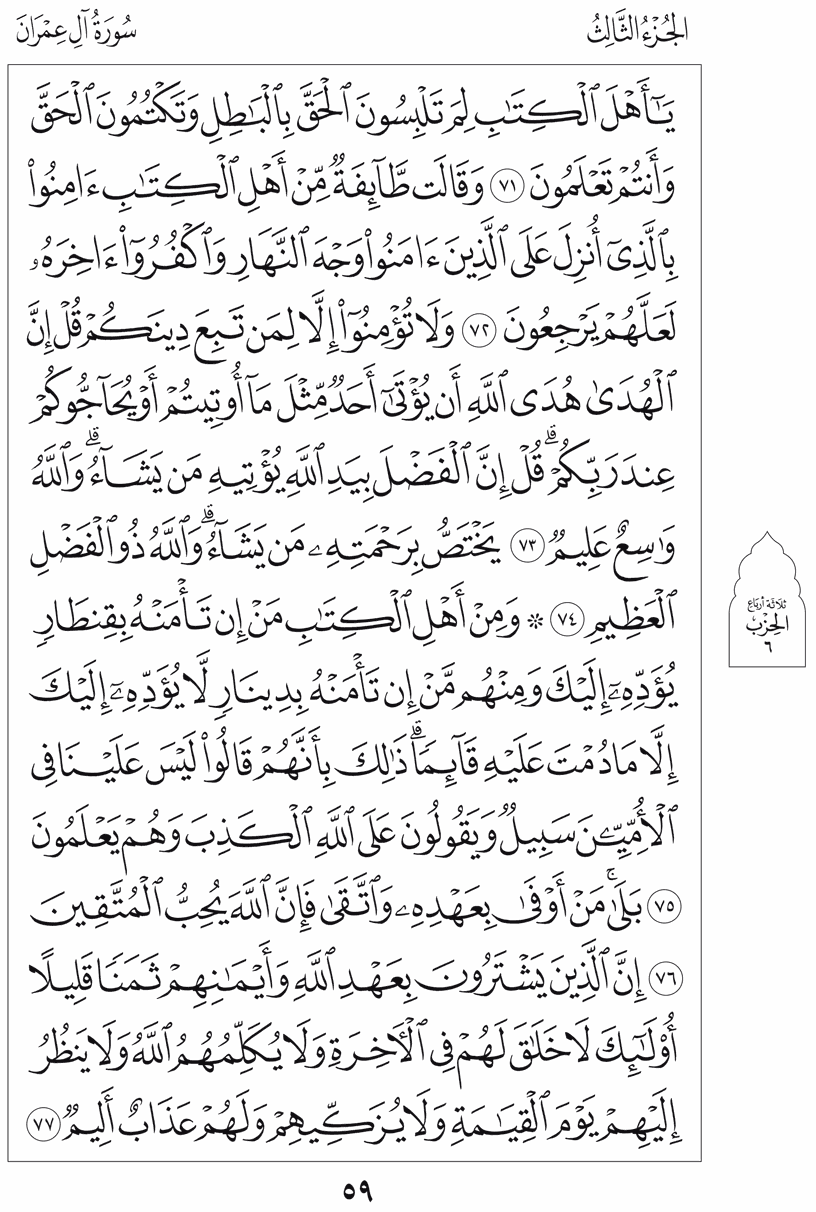 الجُزْءُ الثَّالِثُ
سُورَةُ آلِ عِمْرَانَ
يَـٰٓأَهْلَ ٱلْكِتَـٰبِ لِمَ تَلْبِسُونَ ٱلْحَقَّ بِٱلْبَـٰطِلِ وَتَكْتُمُونَ ٱلْحَقَّ
وَأَنتُمْ تَعْلَمُونَ ٧١ وَقَالَت طَّآئِفَةٌ مِّنْ أَهْلِ ٱلْكِتَـٰبِ ءَامِنُوا۟
بِٱلَّذِىٓ أُنزِلَ عَلَى ٱلَّذِينَ ءَامَنُوا۟ وَجْهَ ٱلنَّهَارِ وَٱكْفُرُوٓا۟ ءَاخِرَهُۥ
لَعَلَّهُمْ يَرْجِعُونَ ٧٢ وَلَا تُؤْمِنُوٓا۟ إِلَّا لِمَن تَبِعَ دِينَكُمْ قُلْ إِنَّ
ٱلْهُدَىٰ هُدَى ٱللَّهِ أَن يُؤْتَىٰٓ أَحَدٌ مِّثْلَ مَآ أُوتِيتُمْ أَوْ يُحَآجُّوكُمْ
عِندَ رَبِّكُمْ ۗ قُلْ إِنَّ ٱلْفَضْلَ بِيَدِ ٱللَّهِ يُؤْتِيهِ مَن يَشَآءُ ۗ وَٱللَّهُ
وَٰسِعٌ عَلِيمٌ ٧٣ يَخْتَصُّ بِرَحْمَتِهِۦ مَن يَشَآءُ ۗ وَٱللَّهُ ذُو ٱلْفَضْلِ
ٱلْعَظِيمِ ٧٤ ۞ وَمِنْ أَهْلِ ٱلْكِتَـٰبِ مَنْ إِن تَأْمَنْهُ بِقِنطَارٍ
يُؤَدِّهِۦٓ إِلَيْكَ وَمِنْهُم مَّنْ إِن تَأْمَنْهُ بِدِينَارٍ لَّا يُؤَدِّهِۦٓ إِلَيْكَ
إِلَّا مَا دُمْتَ عَلَيْهِ قَآئِمًا ۗ ذَٰلِكَ بِأَنَّهُمْ قَالُوا۟ لَيْسَ عَلَيْنَا فِى
ٱلْأُمِّيِّـۧنَ سَبِيلٌ وَيَقُولُونَ عَلَى ٱللَّهِ ٱلْكَذِبَ وَهُمْ يَعْلَمُونَ
٧٥ بَلَىٰ ۚ مَنْ أَوْفَىٰ بِعَهْدِهِۦ وَٱتَّقَىٰ فَإِنَّ ٱللَّهَ يُحِبُّ ٱلْمُتَّقِينَ
٧٦ إِنَّ ٱلَّذِينَ يَشْتَرُونَ بِعَهْدِ ٱللَّهِ وَأَيْمَـٰنِهِمْ ثَمَنًا قَلِيلًا
أُو۟لَـٰٓئِكَ لَا خَلَـٰقَ لَهُمْ فِى ٱلْـَٔاخِرَةِ وَلَا يُكَلِّمُهُمُ ٱللَّهُ وَلَا يَنظُرُ
إِلَيْهِمْ يَوْمَ ٱلْقِيَـٰمَةِ وَلَا يُزَكِّيهِمْ وَلَهُمْ عَذَابٌ أَلِيمٌ ٧٧
ثلاثة أرباع
الحِزْب
٦
٥٩